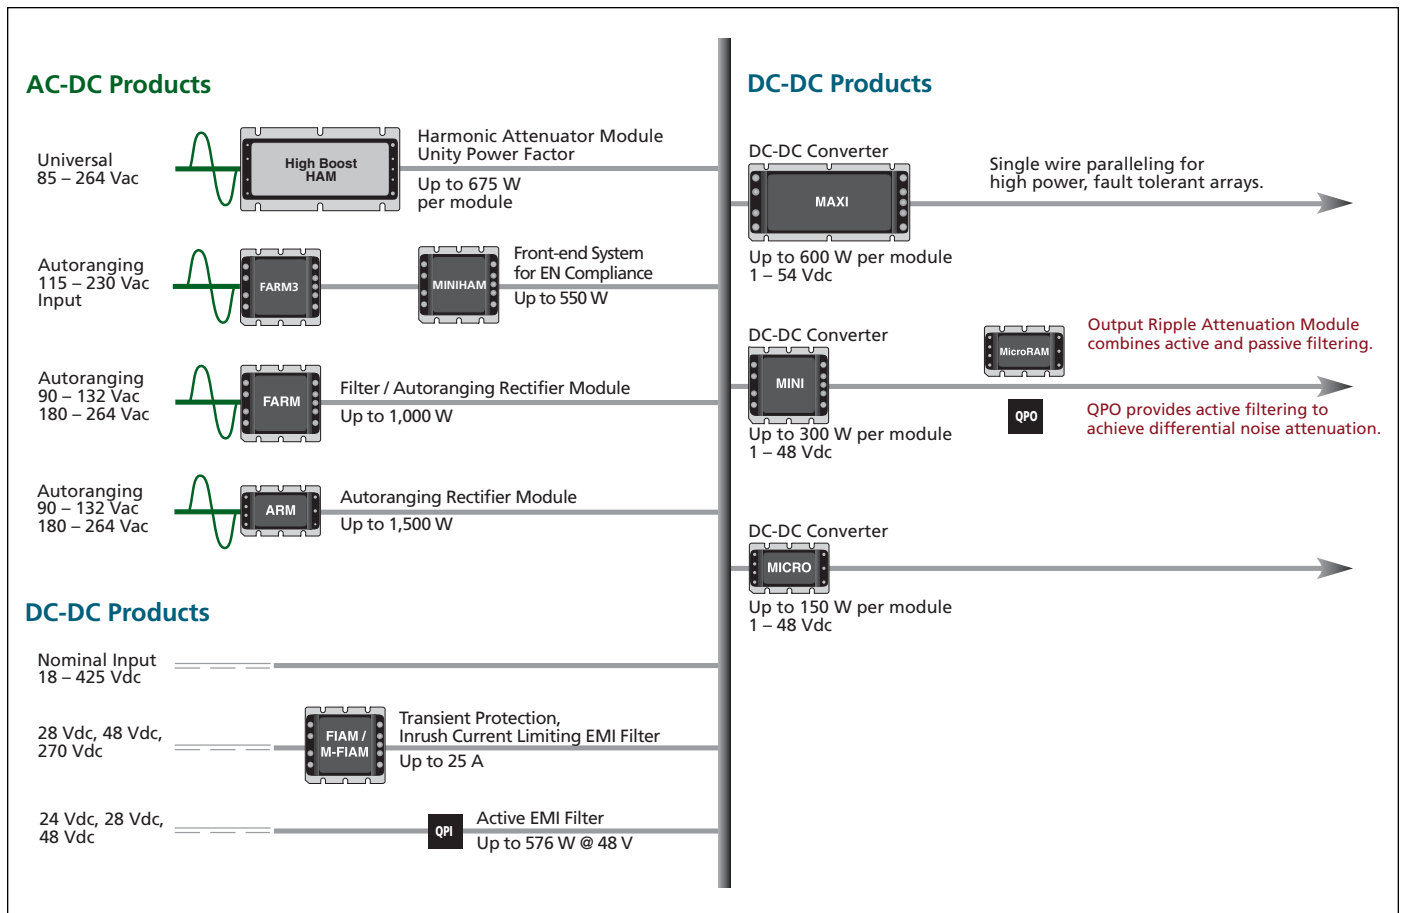 AC-DC Products
Universal
85 – 264 Vac
High Boost
HAM
Harmonic Attenuator Module
Unity Power Factor
Up to 675 W
per module
Autoranging
115 – 230 Vac
Input
FARM3
MINIHAM
Front-end System
for EN Compliance
Up to 550 W
Autoranging
90 – 132 Vac
180 – 264 Vac
FARM
Filter / Autoranging Rectifier Module
Up to 1,000 W
Autoranging
90 – 132 Vac
180 – 264 Vac
ARM
Autoranging Rectifier Module
Up to 1,500 W
DC-DC Products
Nominal Input
18 – 425 Vdc
28 Vdc, 48 Vdc,
270 Vdc
FIAM /
M-FIAM
Transient Protection,
Inrush Current Limiting EMI Filter
Up to 25 A
24 Vdc, 28 Vdc,
48 Vdc
QPI
Active EMI Filter
Up to 576 W @ 48 V
DC-DC Products
DC-DC Converter
MAXI
Up to 600 W per module
1 – 54 Vdc
Single wire paralleling for
high power, fault tolerant arrays.
DC-DC Converter
MINI
Up to 300 W per module
1 – 48 Vdc
MicroRAM
Output Ripple Attenuation Module
combines active and passive filtering.
QPO
QPO provides active filtering to
achieve differential noise attenuation.
DC-DC Converter
MICRO
Up to 150 W per module
1 – 48 Vdc